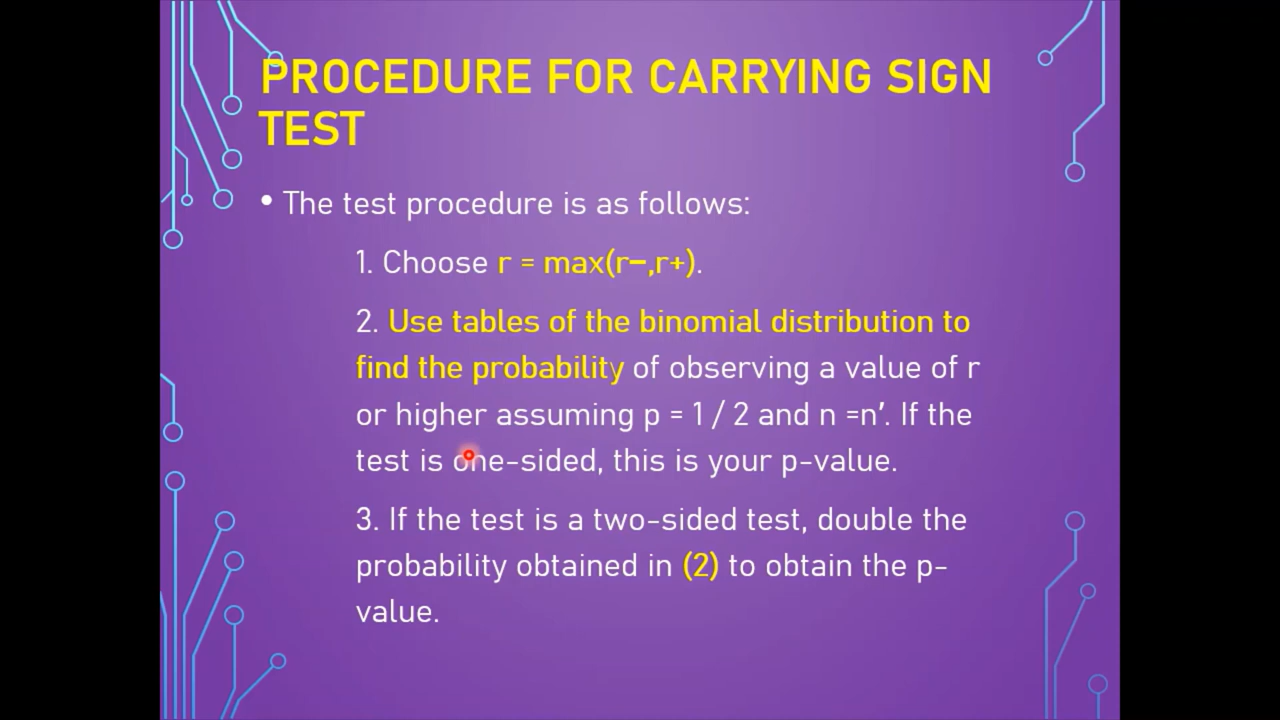 PROCEDURE FOR CARRYING SIGN
TEST
• The test procedure is as follows:
1. Choose r = max(r−,r+).
2. Use tables of the binomial distribution to
find the probability of observing a value of r
or higher assuming p = 1 / 2 and n =n′. If the
test is one-sided, this is your p-value.
3. If the test is a two-sided test, double the
probability obtained in (2) to obtain the p-
value.